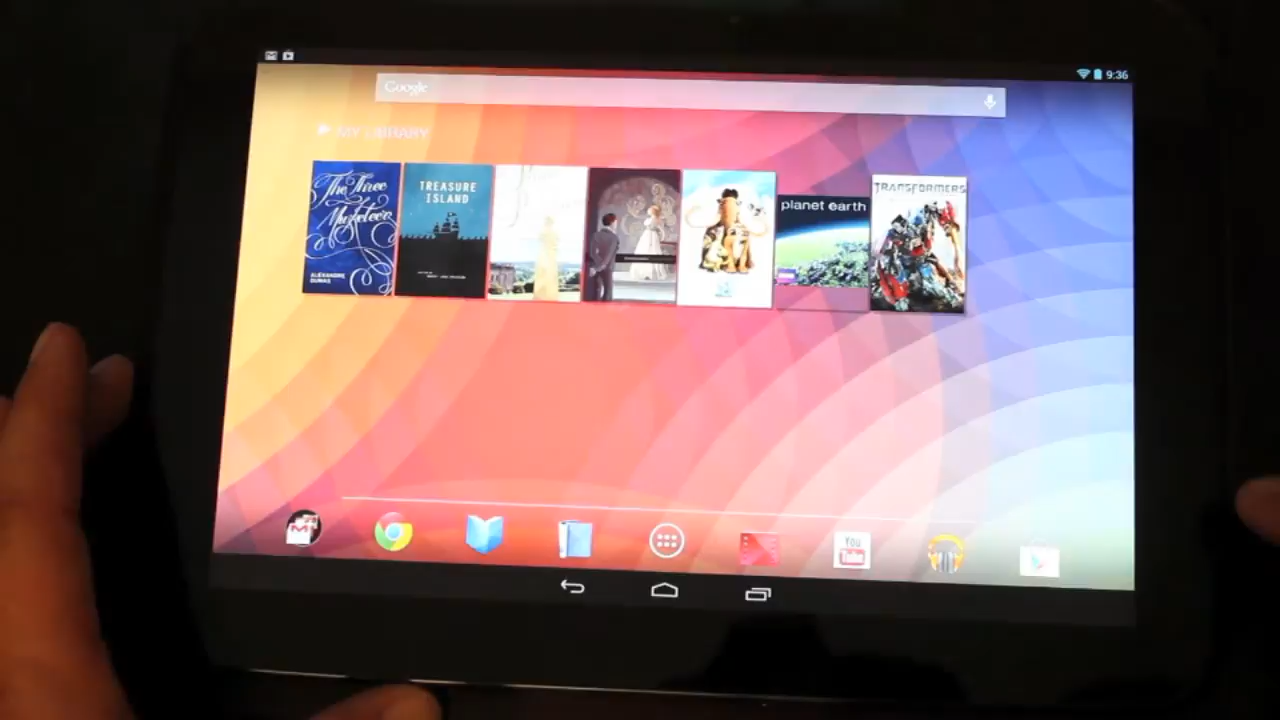 9:36
Google
MY LIBRARY
The Three
Musketeers
ALEXANDRE
DUMAS
TREASURE
ISLAND
planet earth
TRANSFORMERS
You
Tube